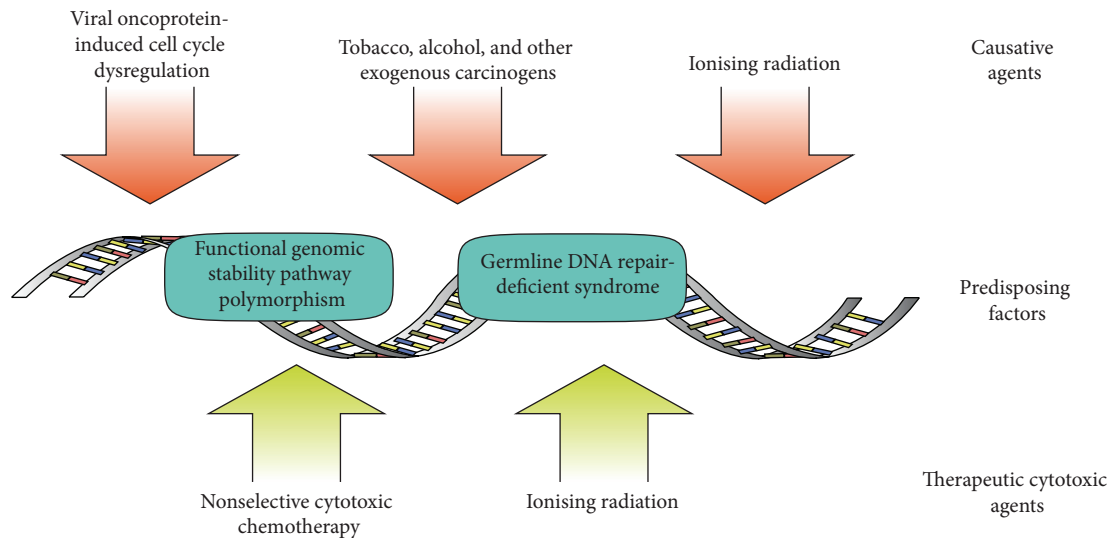 Viral oncoprotein-
induced cell cycle
dysregulation
Tobacco, alcohol, and other
exogenous carcinogens
Ionising radiation
Causative
agents
Functional genomic
stability pathway
polymorphism
Germline DNA repair-
deficient syndrome
Predisposing
factors
Nonselective cytotoxic
chemotherapy
Ionising radiation
Therapeutic cytotoxic
agents